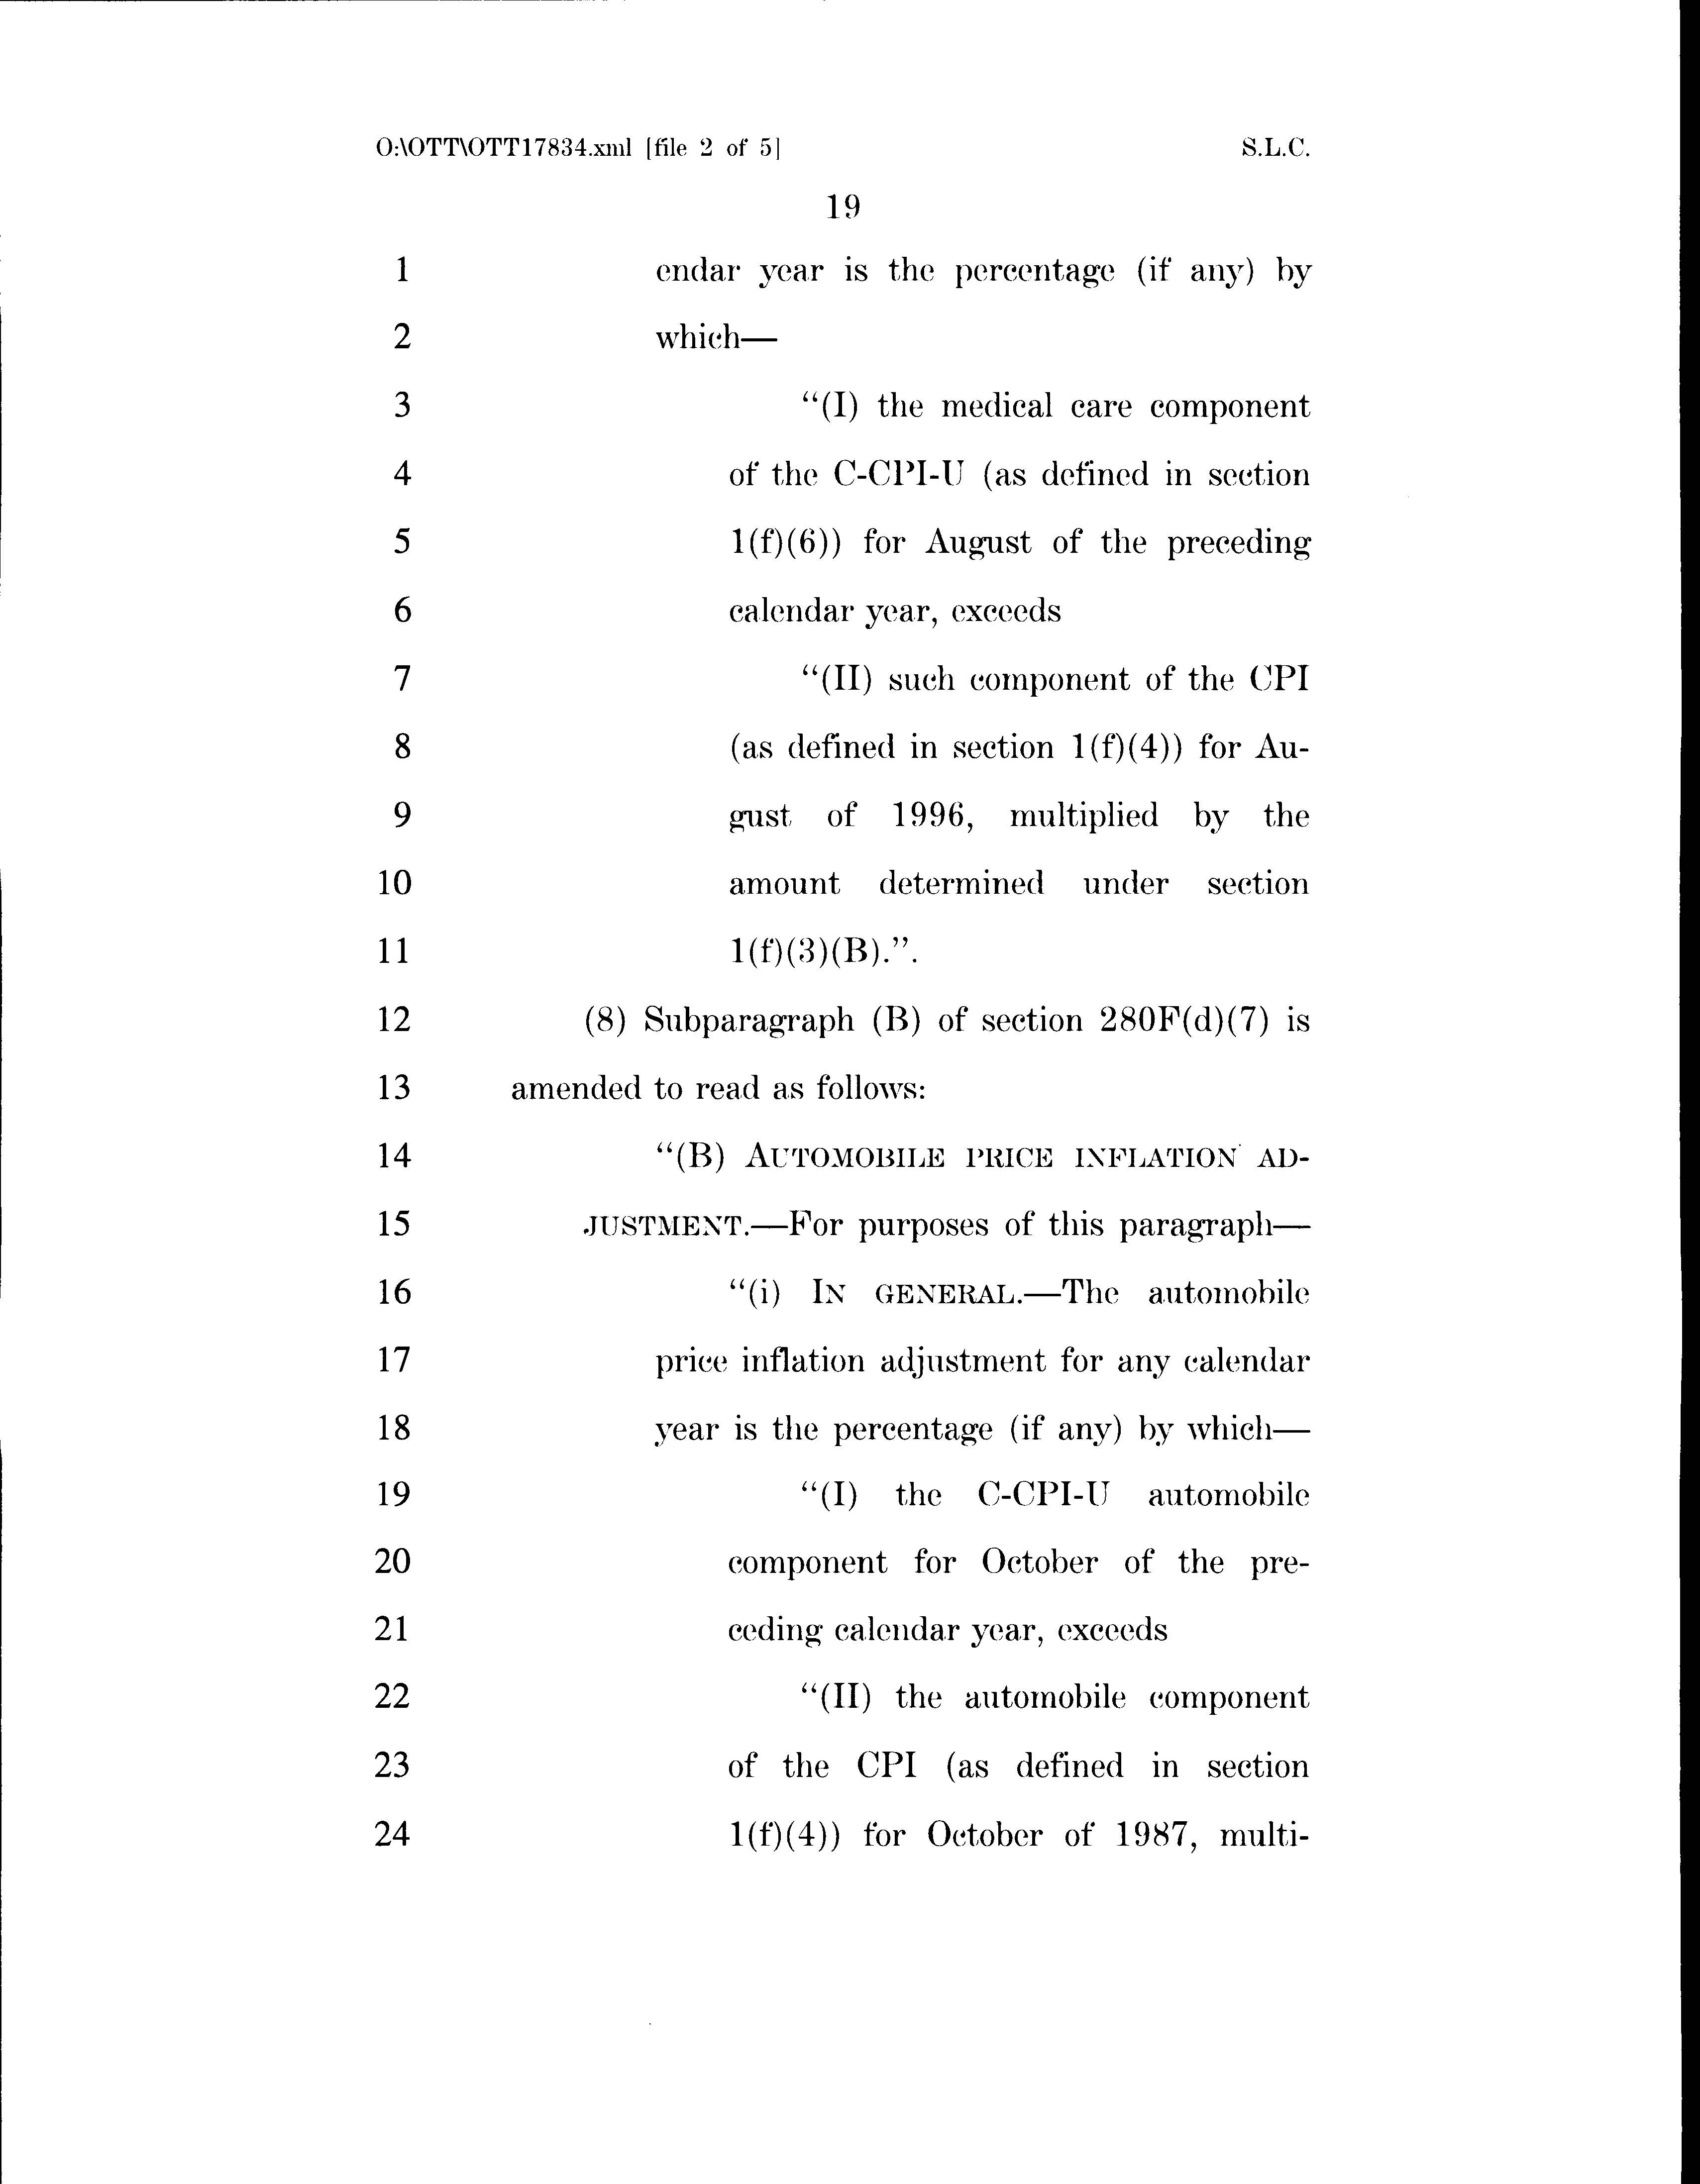 O:\OTT\OTT17834.xml [file 2 of 5] S.L.C.
19
1 endar year is the percentage (if any) by
2 which—
3 “(I) the medical care component
4 of the C-CPI-U (as defined in section
5 1(f)(6)) for August of the preceding
6 calendar year, exceeds
7 “(II) such component of the CPI
8 (as defined in section 1(f)(4)) for Au-
9 gust of 1996, multiplied by the
10 amount determined under section
11 1(f)(3)(B).”.
12 (8) Subparagraph (B) of section 280F(d)(7) is
13 amended to read as follows:
14 “(B) AUTOMOBILE PRICE INFLATION AD-
15 JUSTMENT.—For purposes of this paragraph—
16 “(i) IN GENERAL.—The automobile
17 price inflation adjustment for any calendar
18 year is the percentage (if any) by which—
19 “(I) the C-CPI-U automobile
20 component for October of the pre-
21 ceding calendar year, exceeds
22 “(II) the automobile component
23 of the CPI (as defined in section
24 1(f)(4)) for October of 1987, multi-